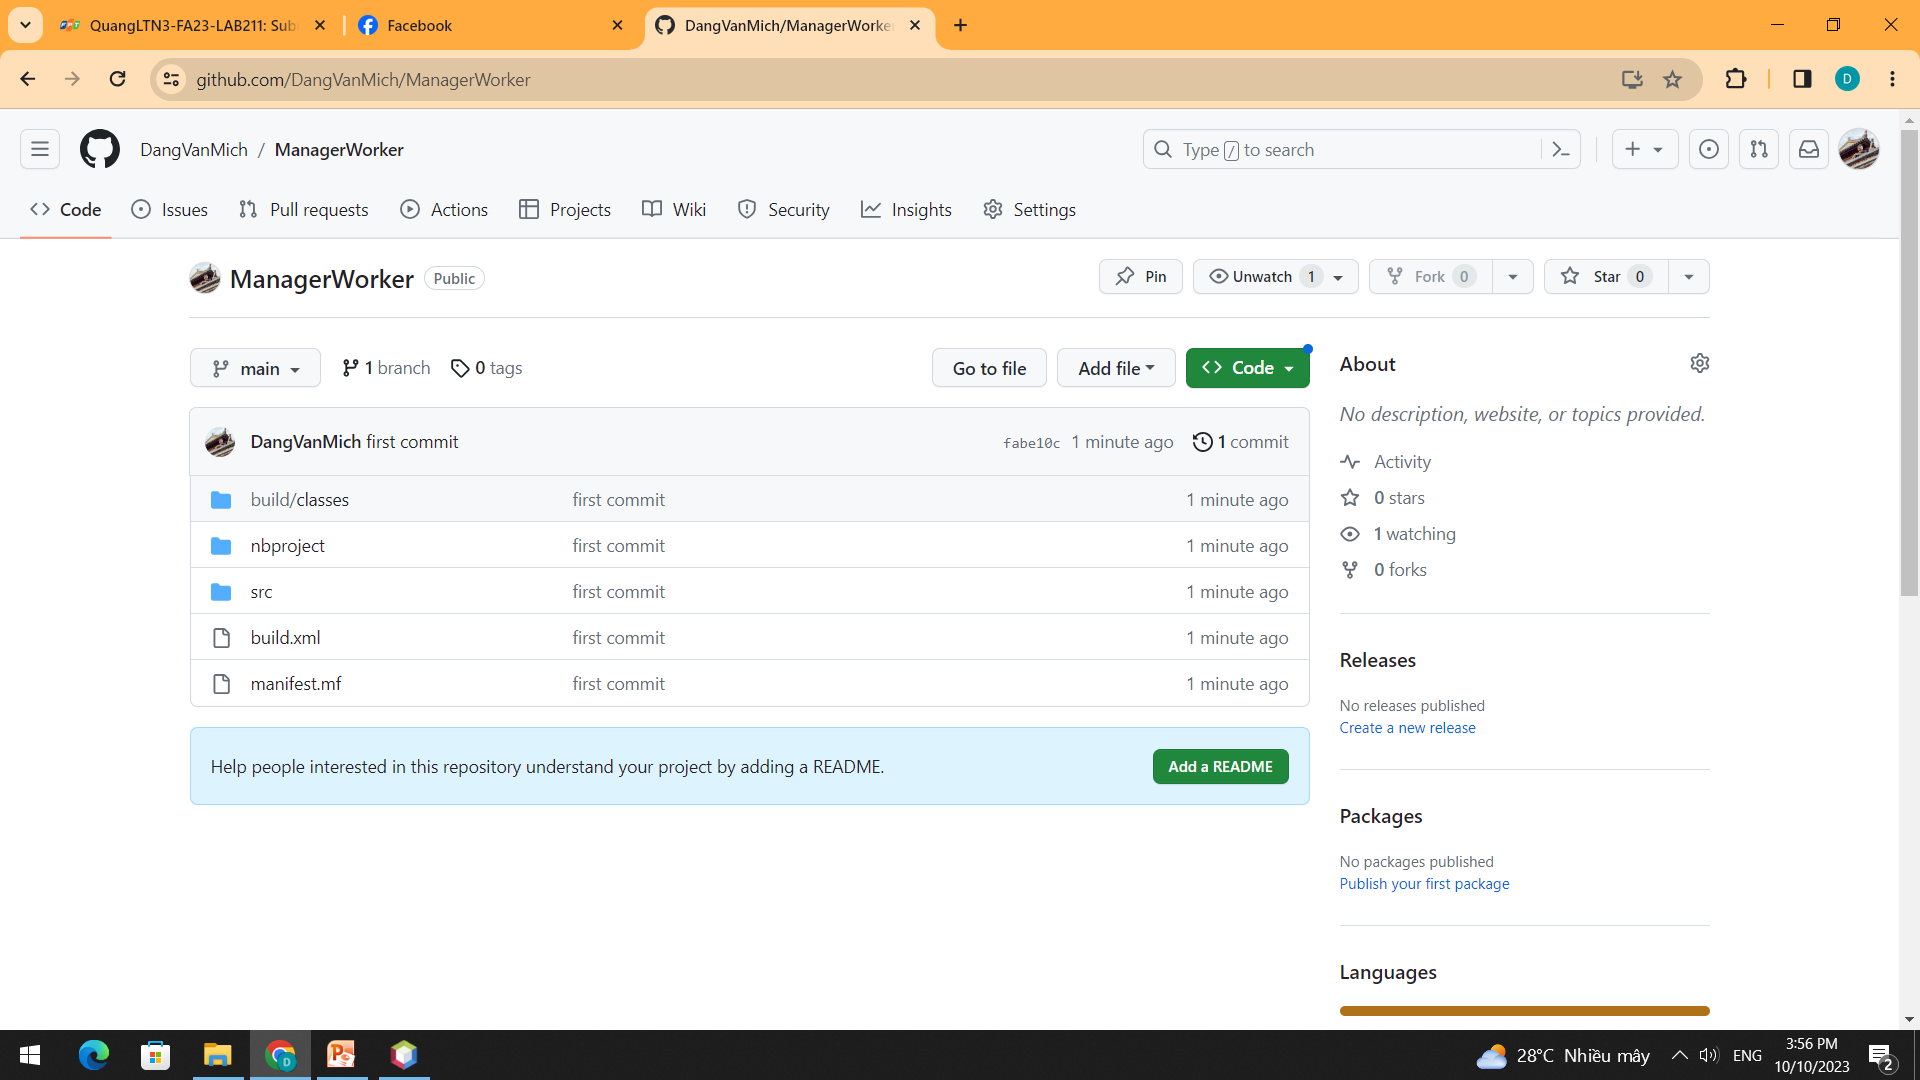 QuangLTN3-FA23-LAB211: Sub
Facebook
DangVanMich/ManagerWorker
github.com/DangVanMich/ManagerWorker
D
DangVanMich / ManagerWorker
Type / to search
Code Issues Pull requests Actions Projects Wiki Security Insights Settings
ManagerWorker Public
Pin Unwatch 1 Fork 0 Star 0
main 1 branch 0 tags Go to file Add file Code
DangVanMich first commit fabe10c 1 minute ago 1 commit
build/classes first commit 1 minute ago
nbproject first commit 1 minute ago
src first commit 1 minute ago
build.xml first commit 1 minute ago
manifest.mf first commit 1 minute ago
Help people interested in this repository understand your project by adding a README. Add a README
About
No description, website, or topics provided.
Activity
0 stars
1 watching
0 forks
Releases
No releases published
Create a new release
Packages
No packages published
Publish your first package
Languages
28°C Nhiều mây ENG
3:56 PM
10/10/2023
2